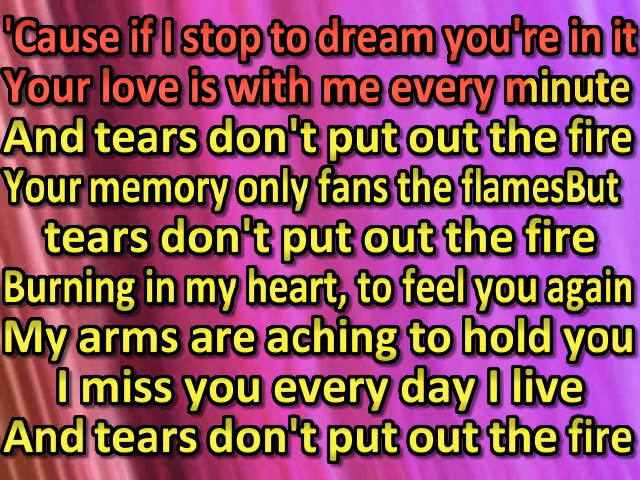 'Cause if I stop to dream you're in it
Your love is with me every minute
And tears don't put out the fire
Your memory only fans the flamesBut
tears don't put out the fire
Burning in my heart, to feel you again
My arms are aching to hold you
I miss you every day I live
And tears don't put out the fire